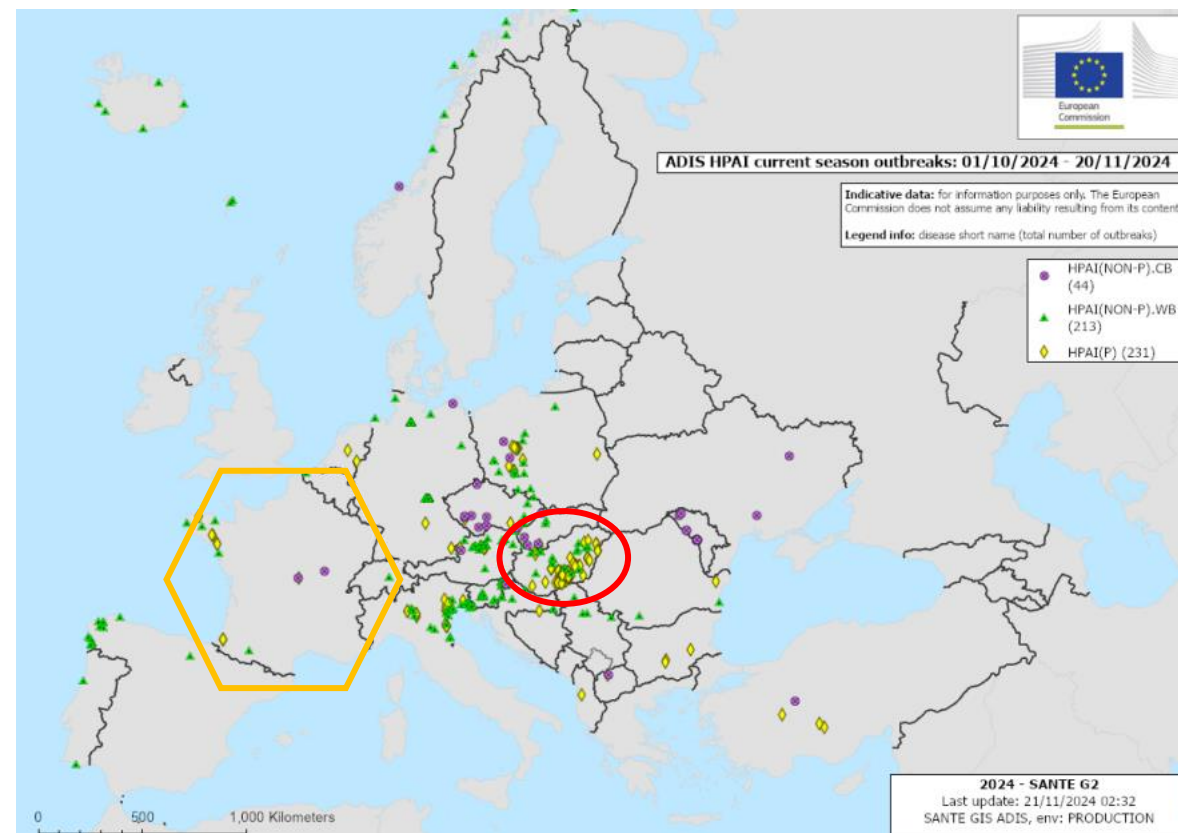 European
Commission
ADIS HPAI current season outbreaks: 01/10/2024 - 20/11/2024
Indicative data: for information purposes only. The European
Commission does not assume any liability resulting from its content
Legend info: disease short name (total number of outbreaks)
HPAI(NON-P).CB
(44)
HPAI(NON-P).WB
(213)
HPAI(P) (231)
0 500 1,000 Kilometers
2024 - SANTE G2
Last update: 21/11/2024 02:32
SANTE GIS ADIS, env: PRODUCTION